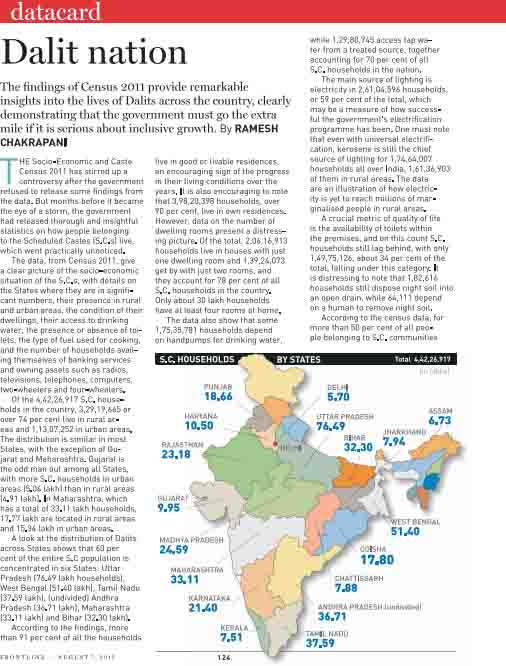 datacard
Dalit nation
The findings of Census 2011 provide remarkable
insights into the lives of Dalits across the country, clearly
demonstrating that the government must go the extra
mile if it is serious about inclusive growth. By RAMESH
CHAKRAPANI
THE Socio-Economic and Caste
Census 2011 has stirred up a
controversy after the government
refused to release some findings from
the data. But months before it became
the eye of a storm, the government
had released thorough and insightful
statistics on how people belonging
to the Scheduled Castes (S.C.s) live,
which went practically unnoticed.
The data, from Census 2011, give
a clear picture of the socio-economic
situation of the S.C.s, with details on
the States where they are in signifi-
cant numbers, their presence in rural
and urban areas, the condition of their
dwellings, their access to drinking
water, the presence or absence of toi-
lets, the type of fuel used for cooking,
and the number of households avail-
ing themselves of banking services
and owning assets such as radios,
televisions, telephones, computers,
two-wheelers and four-wheelers.
Of the 4,42,26,917 S.C. house-
holds in the country, 3,29,19,665 or
over 74 per cent live in rural ar-
eas and 1,13,07,252 in urban areas.
The distribution is similar in most
States, with the exception of Gu-
jarat and Maharashtra. Gujarat is
the odd man out among all States,
with more S.C. households in urban
areas (5.04 lakh) than in rural areas
(4.91 lakh). In Maharashtra, which
has a total of 33.11 lakh households,
17.77 lakh are located in rural areas
and 15.34 lakh in urban areas.
A look at the distribution of Dalits
across States shows that 60 per
cent of the entire S.C population is
concentrated in six States: Uttar
Pradesh (76.49 lakh households),
West Bengal (51.40 lakh), Tamil Nadu
(37.59 lakh), (undivided) Andhra
Pradesh (36.71 lakh), Maharashtra
(33.11 lakh) and Bihar (32.30 lakh).
According to the findings, more
than 91 per cent of all the households
live in good or livable residences,
an encouraging sign of the progress
in their living conditions over the
years. It is also encouraging to note
that 3,98,20,398 households, over
90 per cent, live in own residences.
However, data on the number of
dwelling rooms present a distress-
ing picture. Of the total, 2,06,16,913
households live in houses with just
one dwelling room and 1,39,24,073
get by with just two rooms, and
they account for 78 per cent of all
S.C. households in the country.
Only about 30 lakh households
have at least four rooms at home.
The data also show that some
1,75,35,781 households depend
on handpumps for drinking water,
while 1,29,80,745 access tap wa-
ter from a treated source, together
accounting for 70 per cent of all
S.C. households in the nation.
The main source of lighting is
electricity in 2,61,04,596 households,
or 59 per cent of the total, which
may be a measure of how success-
ful the government's electrification
programme has been. One must note
that even with universal electrifi-
cation, kerosene is still the chief
source of lighting for 1,74,64,007
households all over India, 1,61,36,903
of them in rural areas. The data
are an illustration of how electric-
ity is yet to reach millions of mar-
ginalised people in rural areas.
A crucial metric of quality of life
is the availability of toilets within
the premises, and on this count S.C.
households still lag behind, with only
1,49,75,126, about 34 per cent of the
total, falling under this category. It
is distressing to note that 1,82,616
households still dispose night soil into
an open drain, while 64,111 depend
on a human to remove night soil.
According to the census data, for
more than 50 per cent of all peo-
ple belonging to S.C. communities
S.C. HOUSEHOLDS BY STATES Total 4,42,26,917
(in lakhs)
PUNJAB
18,66
DELHI
5.70
HARYANA
10.50
UTTAR PRADESH
76.49
BIHAR
32,30
JHARKHAND
7.94
ASSAM
6.73
RAJASTHAN
23.18
DELHI
GUJARAT
9.95
WEST BENGAL
51.40
MADHYA PRADESH
24.59
ODISHA
17.80
MAHARASHTRA
33.11
CHATTISGARH
7.88
KARNATAKA
21.40
ANDHRA PRADESH (undivided)
36.71
KERALA
7.51
TAMIL NADU
37.59
FRONTLINE AUGUST 7, 2015
124